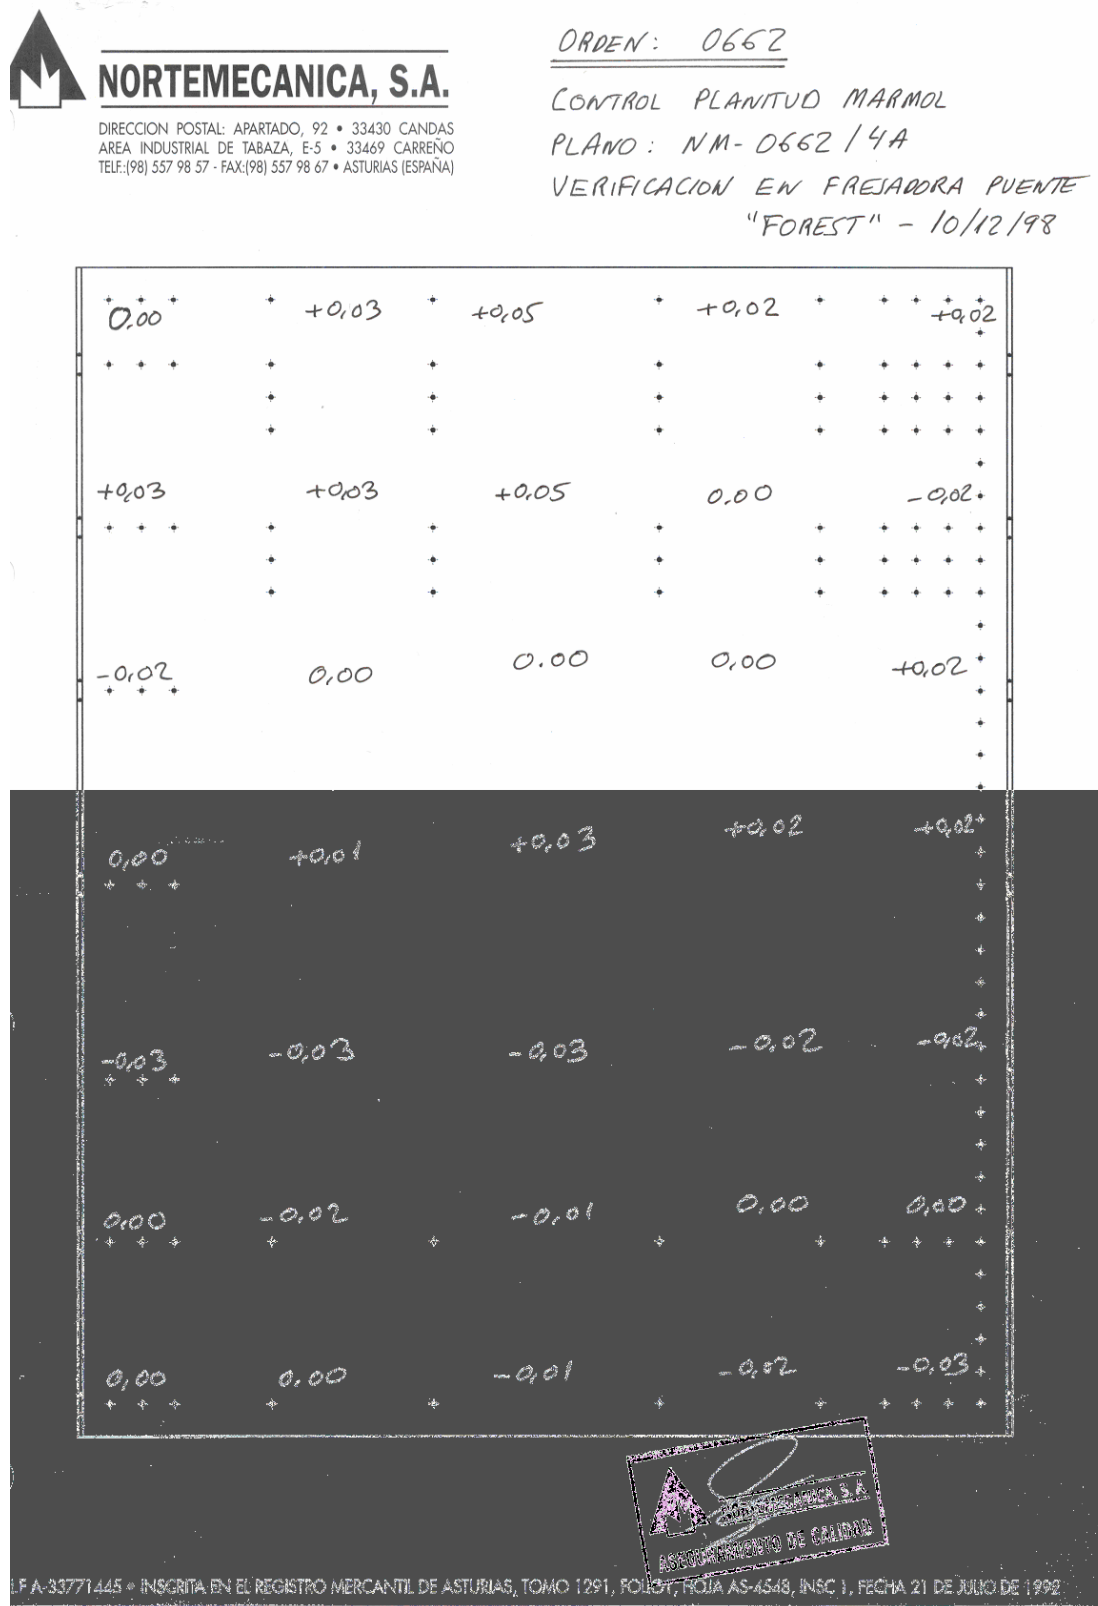 NORTEMECANICA, S.A.
DIRECCION POSTAL: APARTADO, 92 • 33430 CANDAS
AREA INDUSTRIAL DE TABAZA, E-5 • 33469 CARREÑO
TELF.:(98) 557 98 57 - FAX:(98) 557 98 67 • ASTURIAS (ESPAÑA)
ORDEN: 0662
CONTROL PLANITUD MARMOL
PLANO: NM-0662/4A
VERIFICACION EN FRESADORA PUENTE
"FOREST" - 10/12/98
0.00 +0,03 +0,05 +0,02 +0,02
+0,03 +0,03 +0,05 0,00 -0,02
-0,02 0,00 0.00 0,00 +0,02
0,00 +0,01 +0,03 +0,02 +0,02
-0,03 -0,03 -0,03 -0,02 -0,02
0,00 -0,02 -0,01 0,00 0,00
0,00 0,00 -0,01 -0,02 -0,03
NORTEMECANICA S.A.
ASEGURAMIENTO DE CALIDAD
I.F A-33771445 • INSCRITA EN EL REGISTRO MERCANTIL DE ASTURIAS, TOMO 1291, HOJA AS-4548, INSC 1, FECHA 21 DE JULIO DE 1992